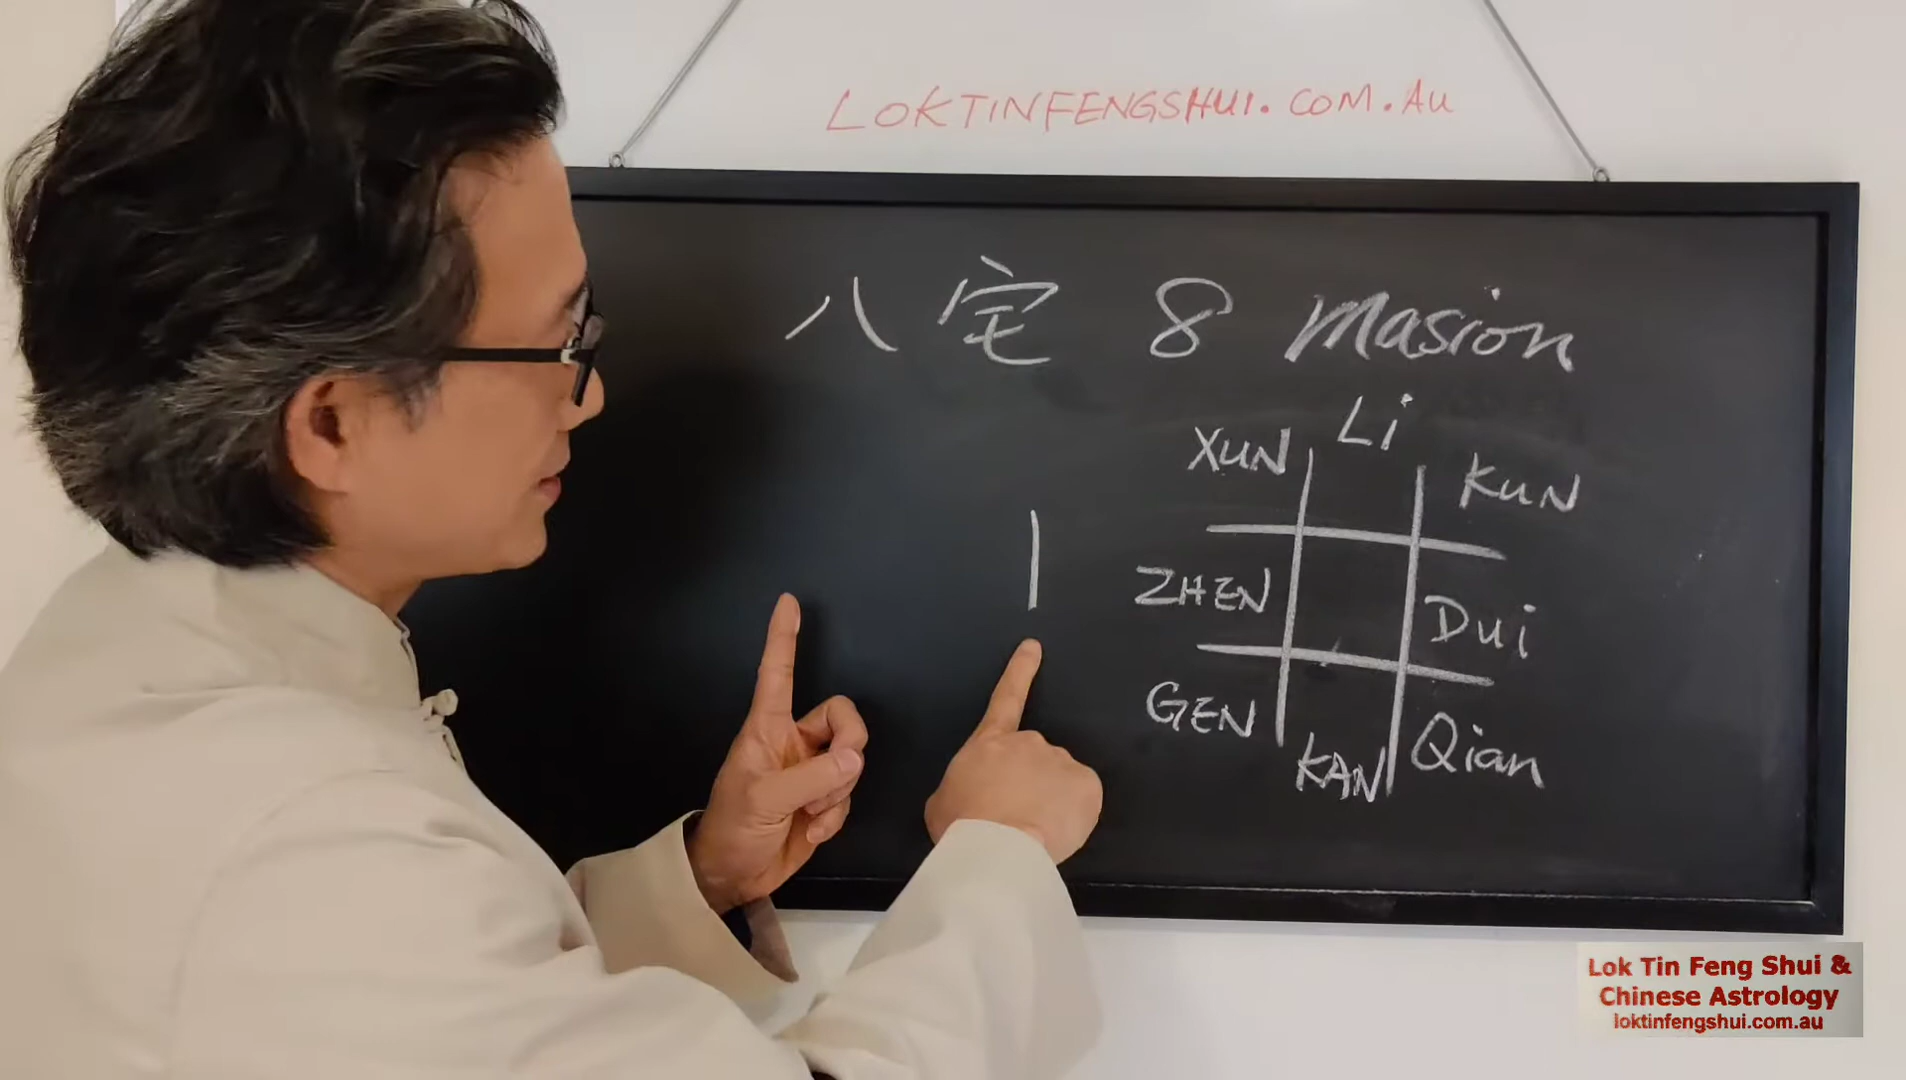 LOKTINFENGSHUI.COM.AU
八宅 8 Masion
Li
XUN
KUN
ZHEN
Dui
GEN
Qian
KAN
Lok Tin Feng Shui &
Chinese Astrology
loktinfengshui.com.au